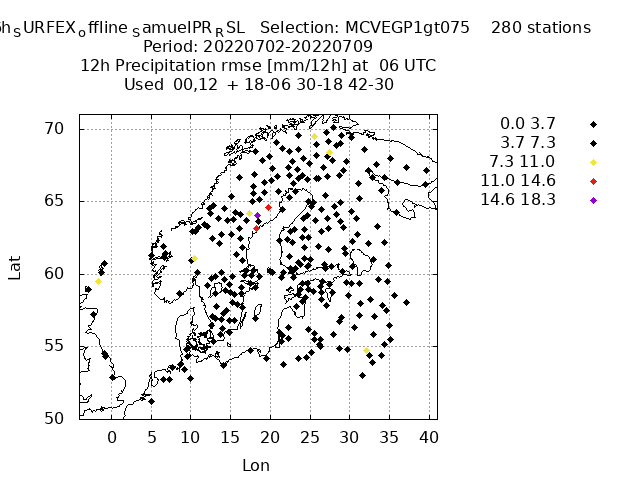 6h_SURFEX_offline_SamuelPR_RSL Selection: MCVEGP1gt075 280 stations
Period: 20220702-20220709
12h Precipitation rmse [mm/12h] at 06 UTC
Used 00,12 + 18-06 30-18 42-30
0.0 3.7
3.7 7.3
7.3 11.0
11.0 14.6
14.6 18.3
70
65
60
55
50
Lat
0 5 10 15 20 25 30 35 40
Lon